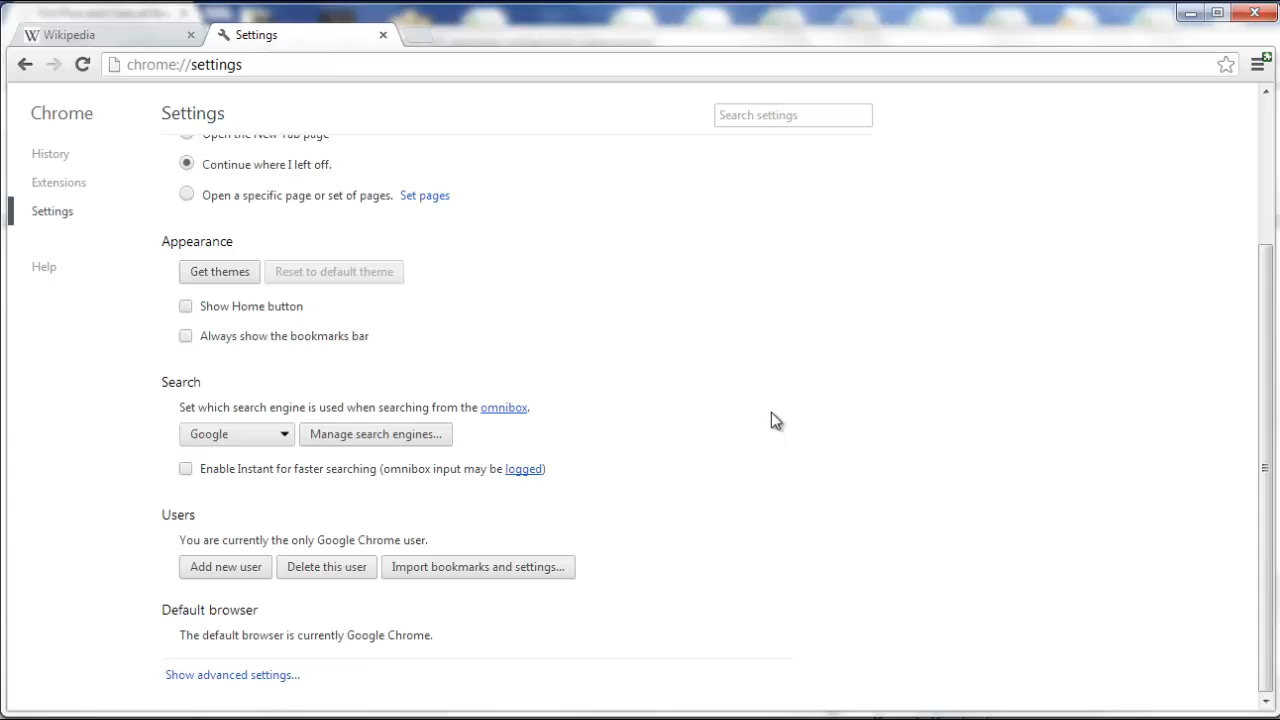 Wikipedia
Settings
chrome://settings
Chrome
Settings
Search settings
History
Extensions
Settings
Help
Open the New Tab page
Continue where I left off.
Open a specific page or set of pages. Set pages
Appearance
Get themes Reset to default theme
Show Home button
Always show the bookmarks bar
Search
Set which search engine is used when searching from the omnibox.
Google Manage search engines...
Enable Instant for faster searching (omnibox input may be logged)
Users
You are currently the only Google Chrome user.
Add new user Delete this user Import bookmarks and settings...
Default browser
The default browser is currently Google Chrome.
Show advanced settings...